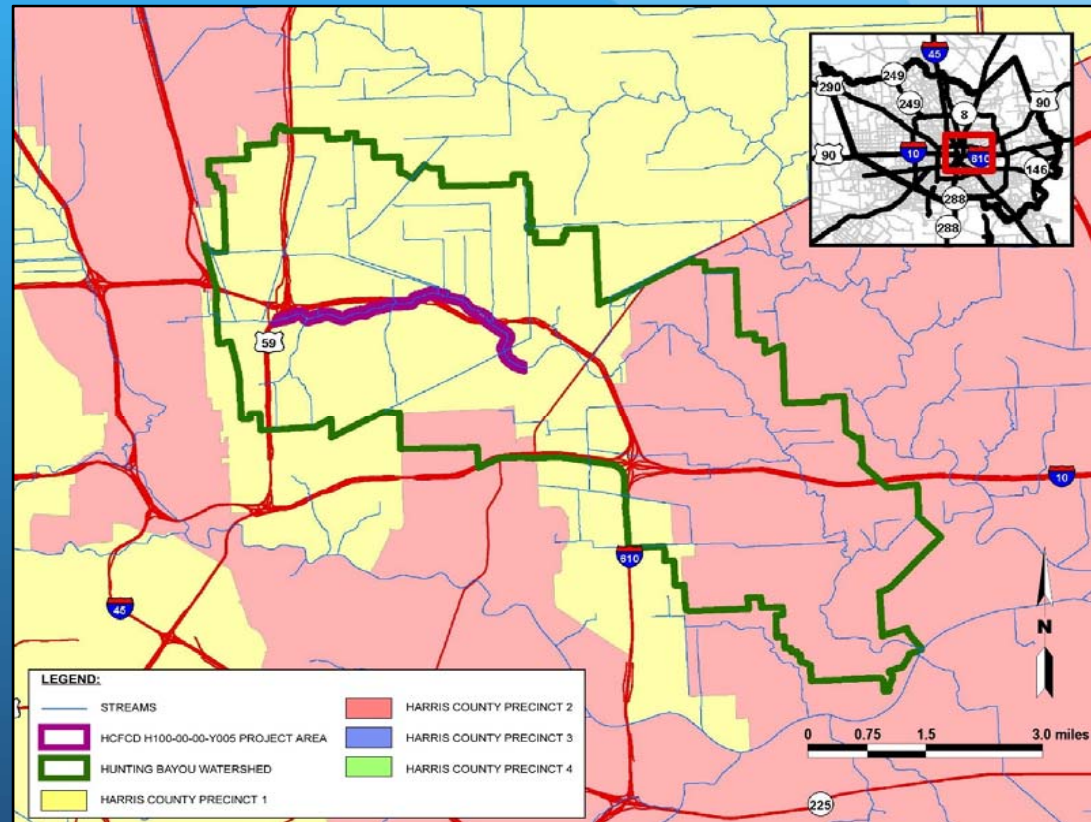 45
249
290
249
8
90
90
10
610
146
288
288
59
10
610
45
N
LEGEND:
STREAMS
HCFCD H100-00-00-Y005 PROJECT AREA
HUNTING BAYOU WATERSHED
HARRIS COUNTY PRECINCT 1
HARRIS COUNTY PRECINCT 2
HARRIS COUNTY PRECINCT 3
HARRIS COUNTY PRECINCT 4
0 0.75 1.5 3.0 miles
225